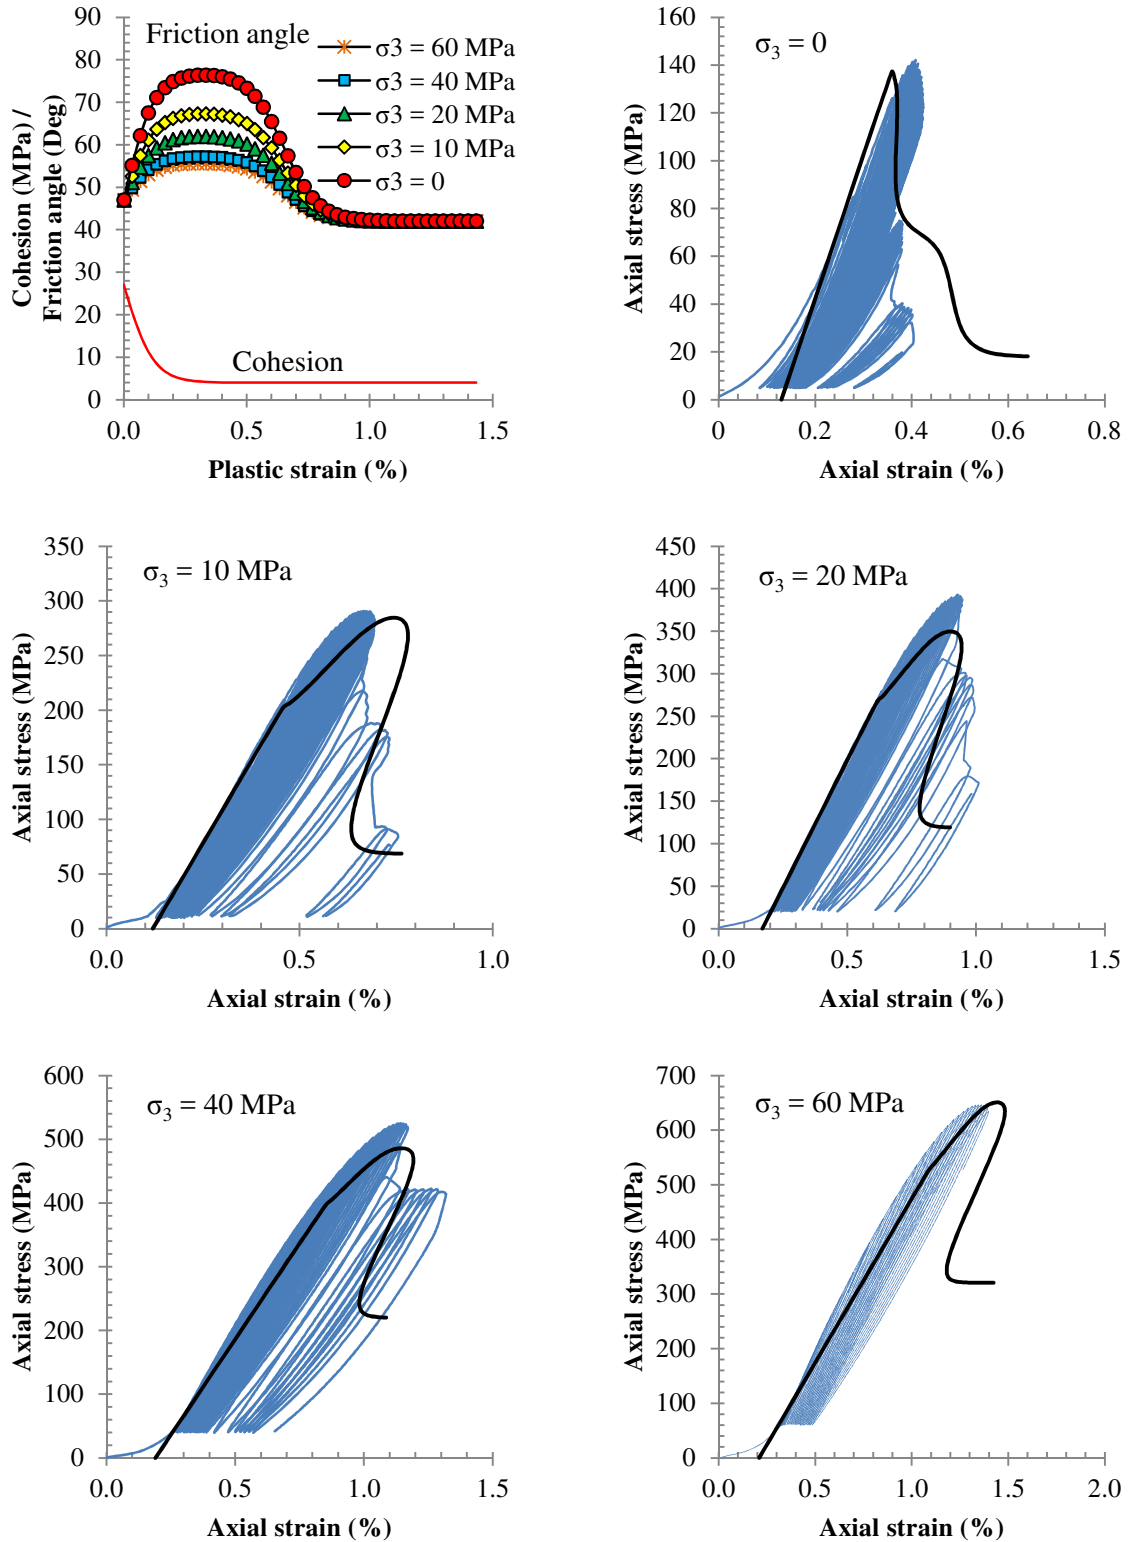 Friction angle
σ3 = 60 MPa
σ3 = 40 MPa
σ3 = 20 MPa
σ3 = 10 MPa
σ3 = 0
Cohesion
Cohesion (MPa) /
Friction angle (Deg)
90
80
70
60
50
40
30
20
10
0
0.0 0.5 1.0 1.5
Plastic strain (%)
σ3 = 0
Axial stress (MPa)
160
140
120
100
80
60
40
20
0
0 0.2 0.4 0.6 0.8
Axial strain (%)
σ3 = 10 MPa
Axial stress (MPa)
350
300
250
200
150
100
50
0
0.0 0.5 1.0
Axial strain (%)
σ3 = 20 MPa
Axial stress (MPa)
450
400
350
300
250
200
150
100
50
0
0.0 0.5 1.0 1.5
Axial strain (%)
σ3 = 40 MPa
Axial stress (MPa)
600
500
400
300
200
100
0
0.0 0.5 1.0 1.5
Axial strain (%)
σ3 = 60 MPa
Axial stress (MPa)
700
600
500
400
300
200
100
0
0.0 0.5 1.0 1.5 2.0
Axial strain (%)